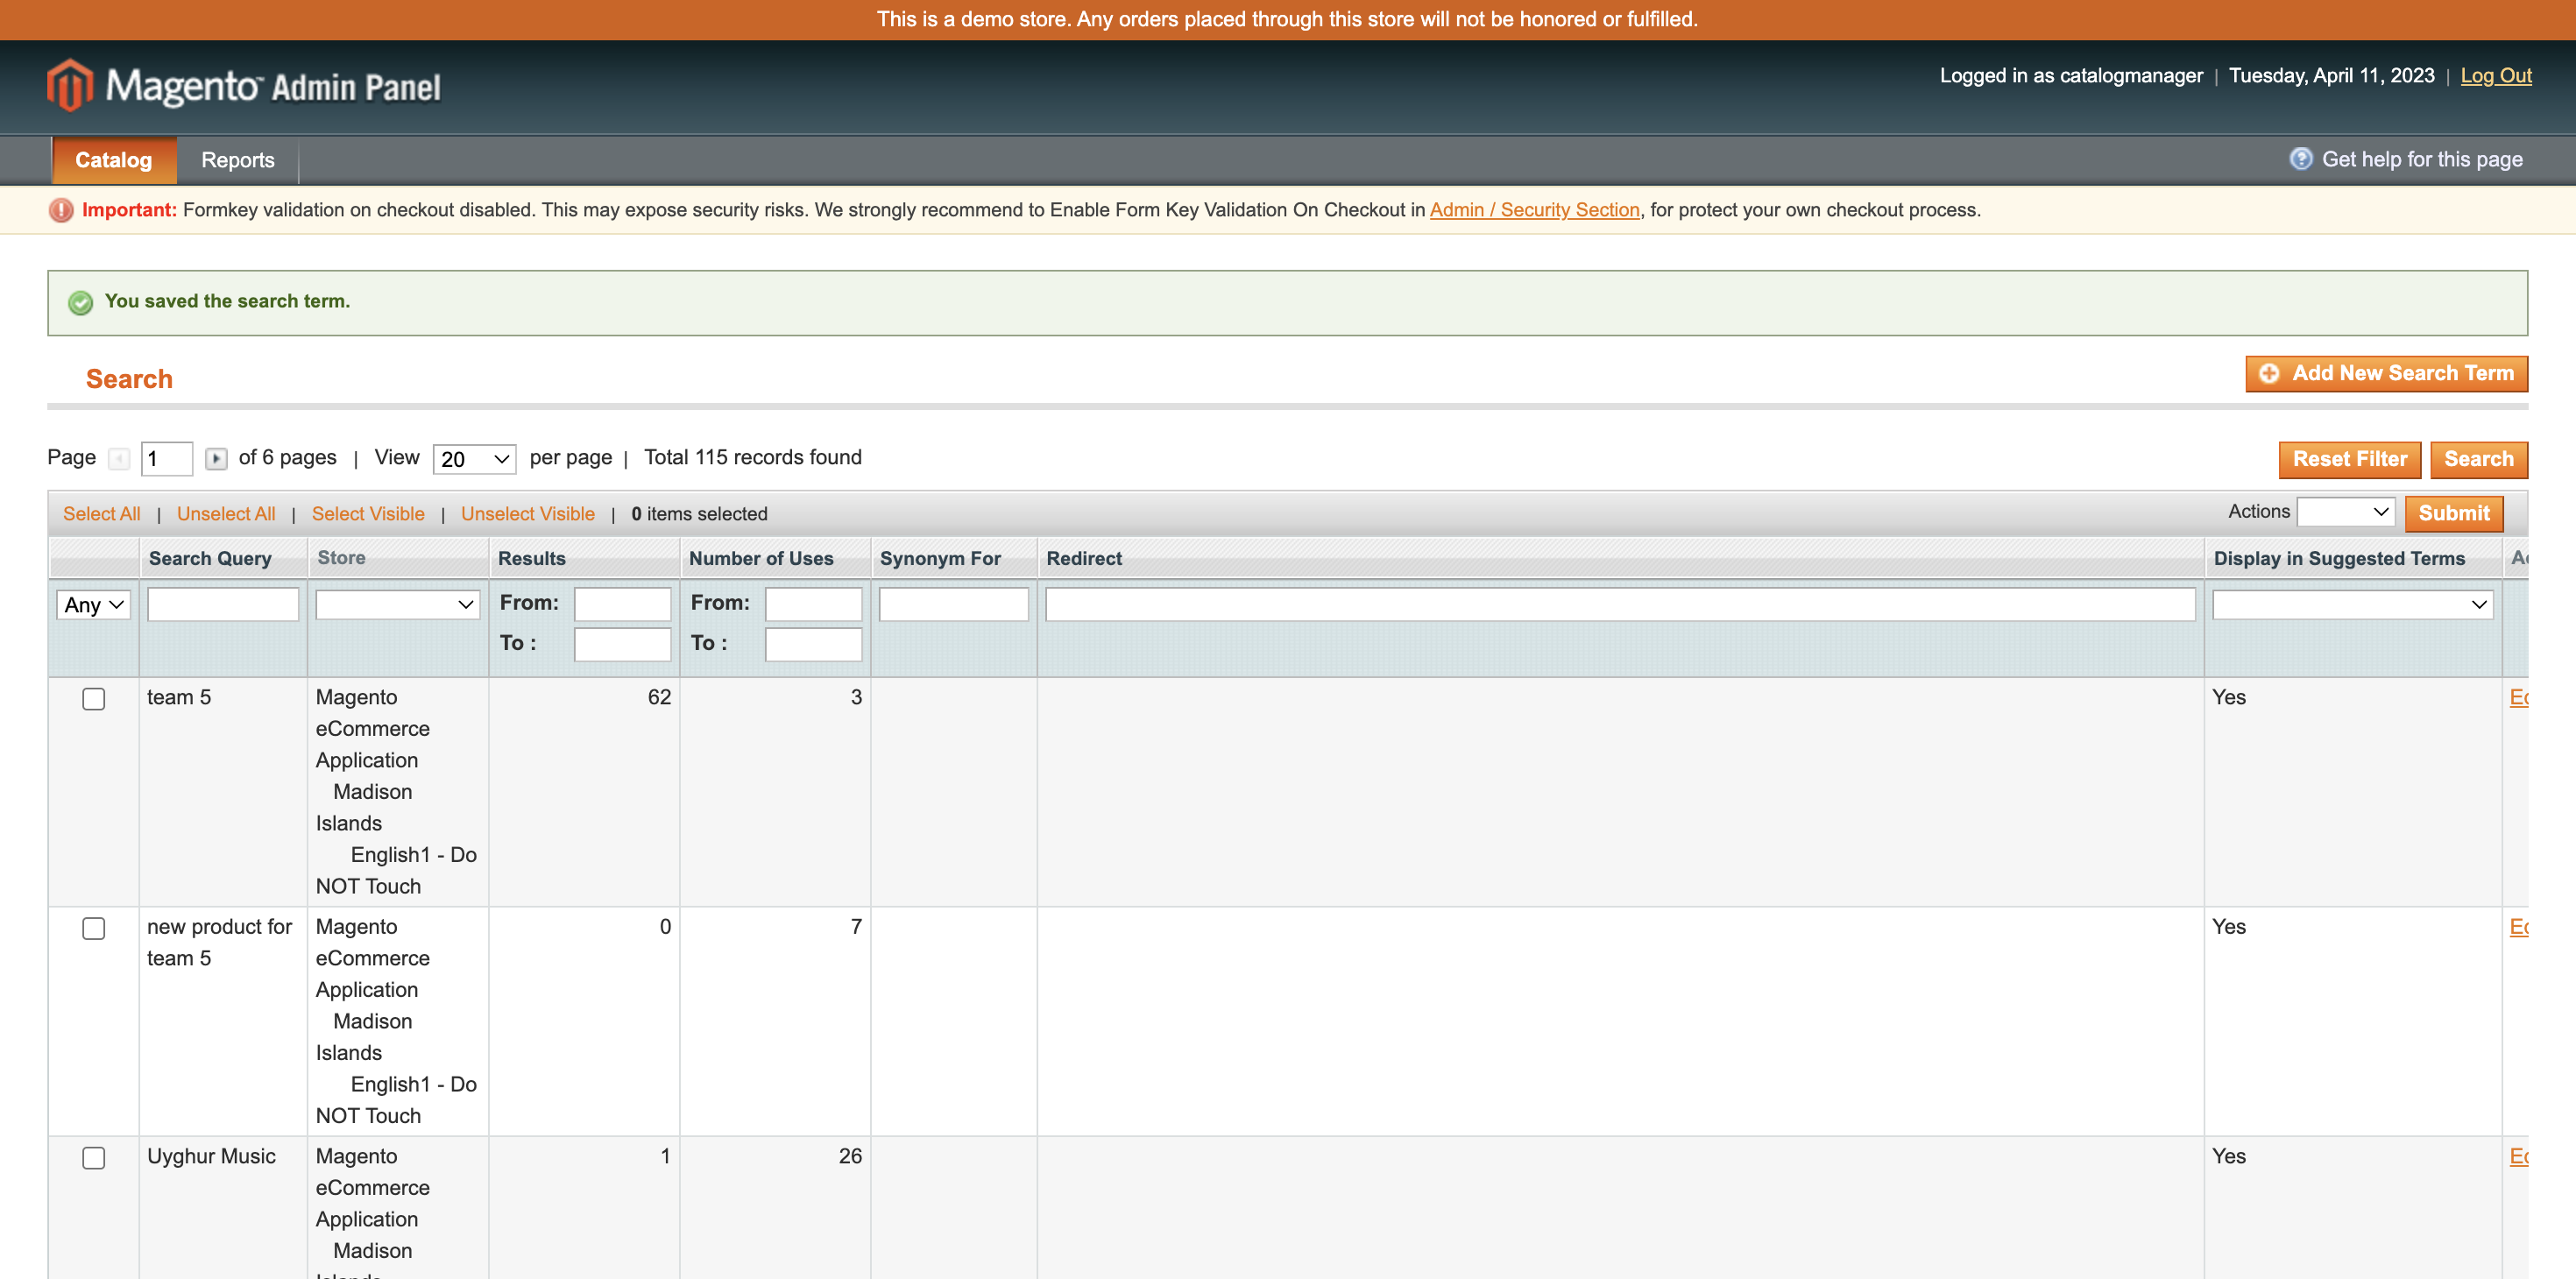 This is a demo store. Any orders placed through this store will not be honored or fulfilled.
Magento™ Admin Panel
Logged in as catalogmanager | Tuesday, April 11, 2023 | Log Out
Catalog
Reports
Get help for this page
Important: Formkey validation on checkout disabled. This may expose security risks. We strongly recommend to Enable Form Key Validation On Checkout in Admin / Security Section, for protect your own checkout process.
You saved the search term.
Search
Add New Search Term
Page 1 of 6 pages | View 20 per page | Total 115 records found
Reset Filter
Search
Select All | Unselect All | Select Visible | Unselect Visible | 0 items selected
Actions
Submit
Search Query Store Results Number of Uses Synonym For Redirect Display in Suggested Terms
Any From: From:
To : To :
team 5
Magento
eCommerce
Application
Madison
Islands
English1 - Do
NOT Touch
62
3
Yes
new product for
team 5
Magento
eCommerce
Application
Madison
Islands
English1 - Do
NOT Touch
0
7
Yes
Uyghur Music
Magento
eCommerce
Application
Madison
1
26
Yes